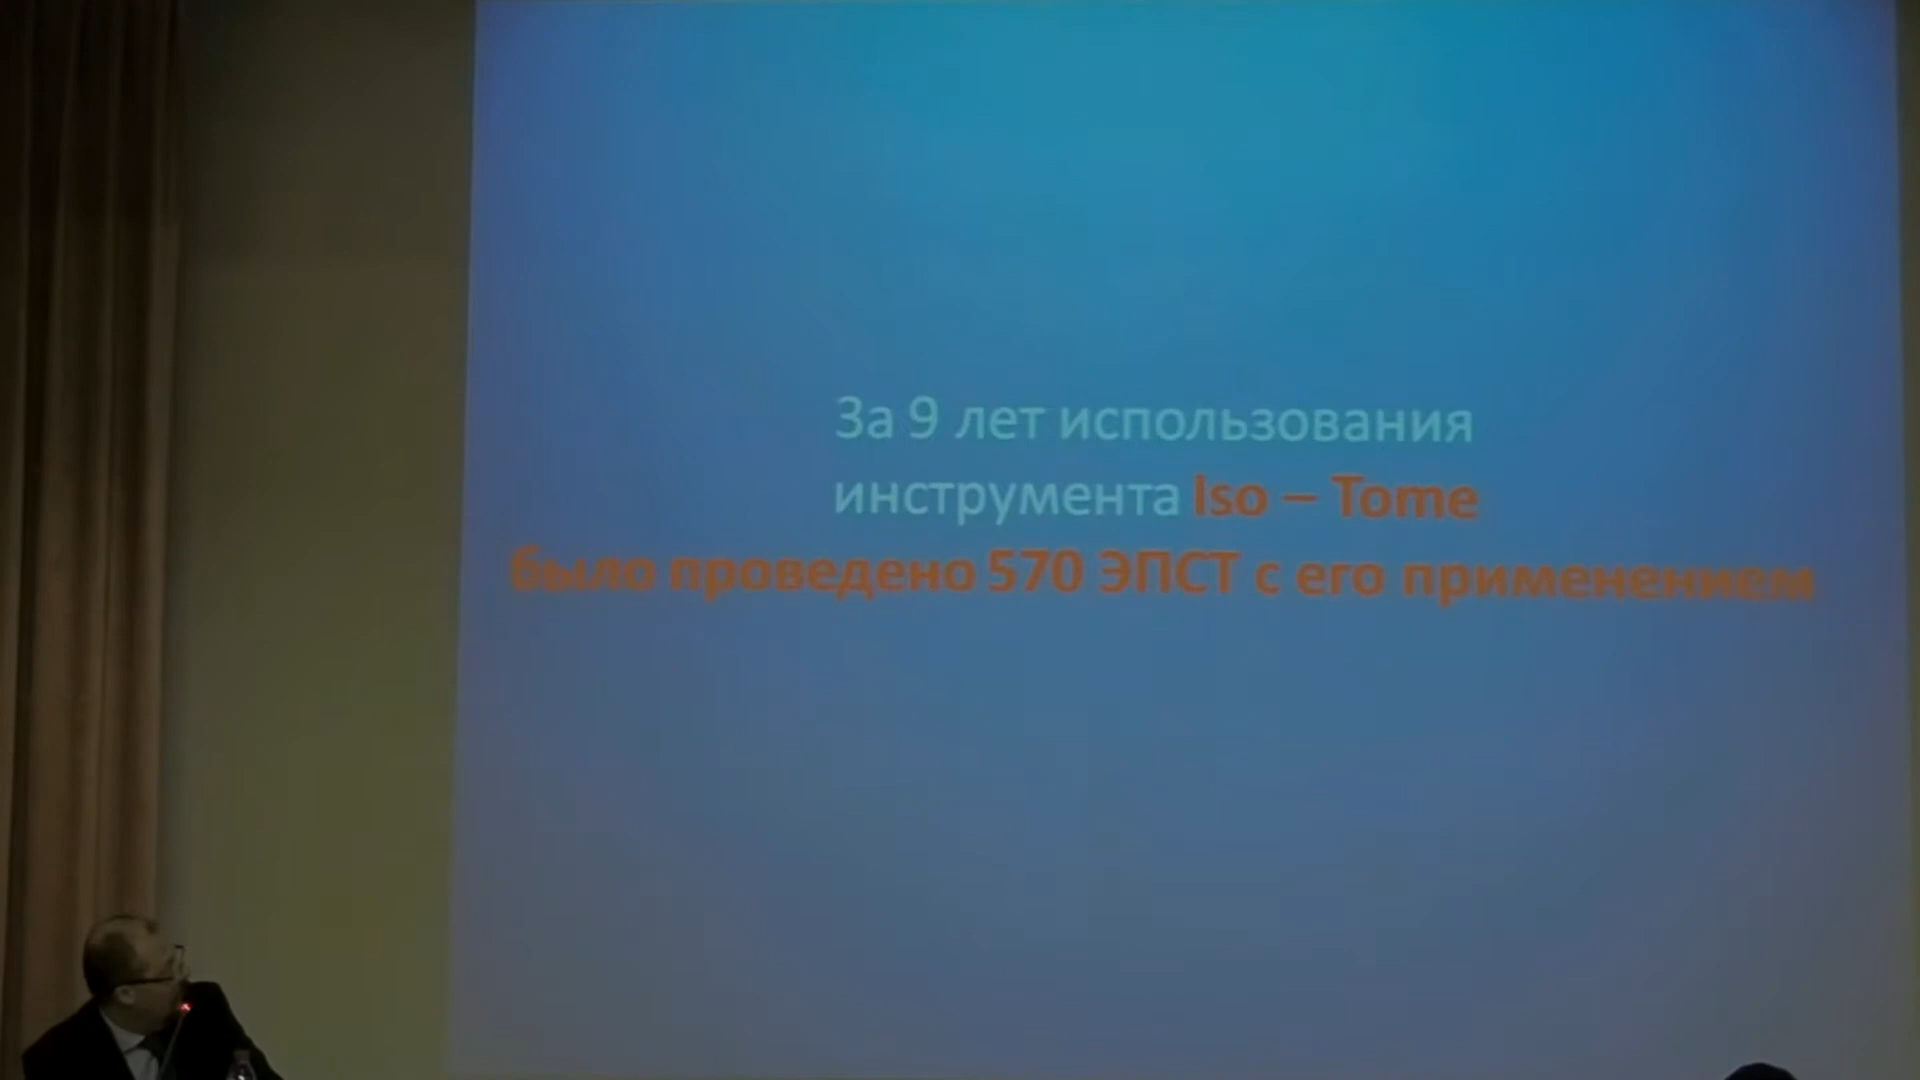 За 9 лет использования
инструмента Iso – Tome
было проведено 570 ЭПСТ с его применением